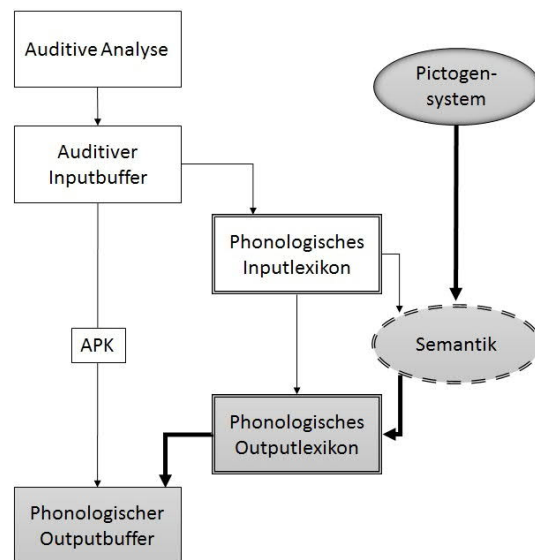 Auditive Analyse
Pictogen-
system
Auditiver
Inputbuffer
Phonologisches
Inputlexikon
APK
Semantik
Phonologisches
Outputlexikon
Phonologischer
Outputbuffer